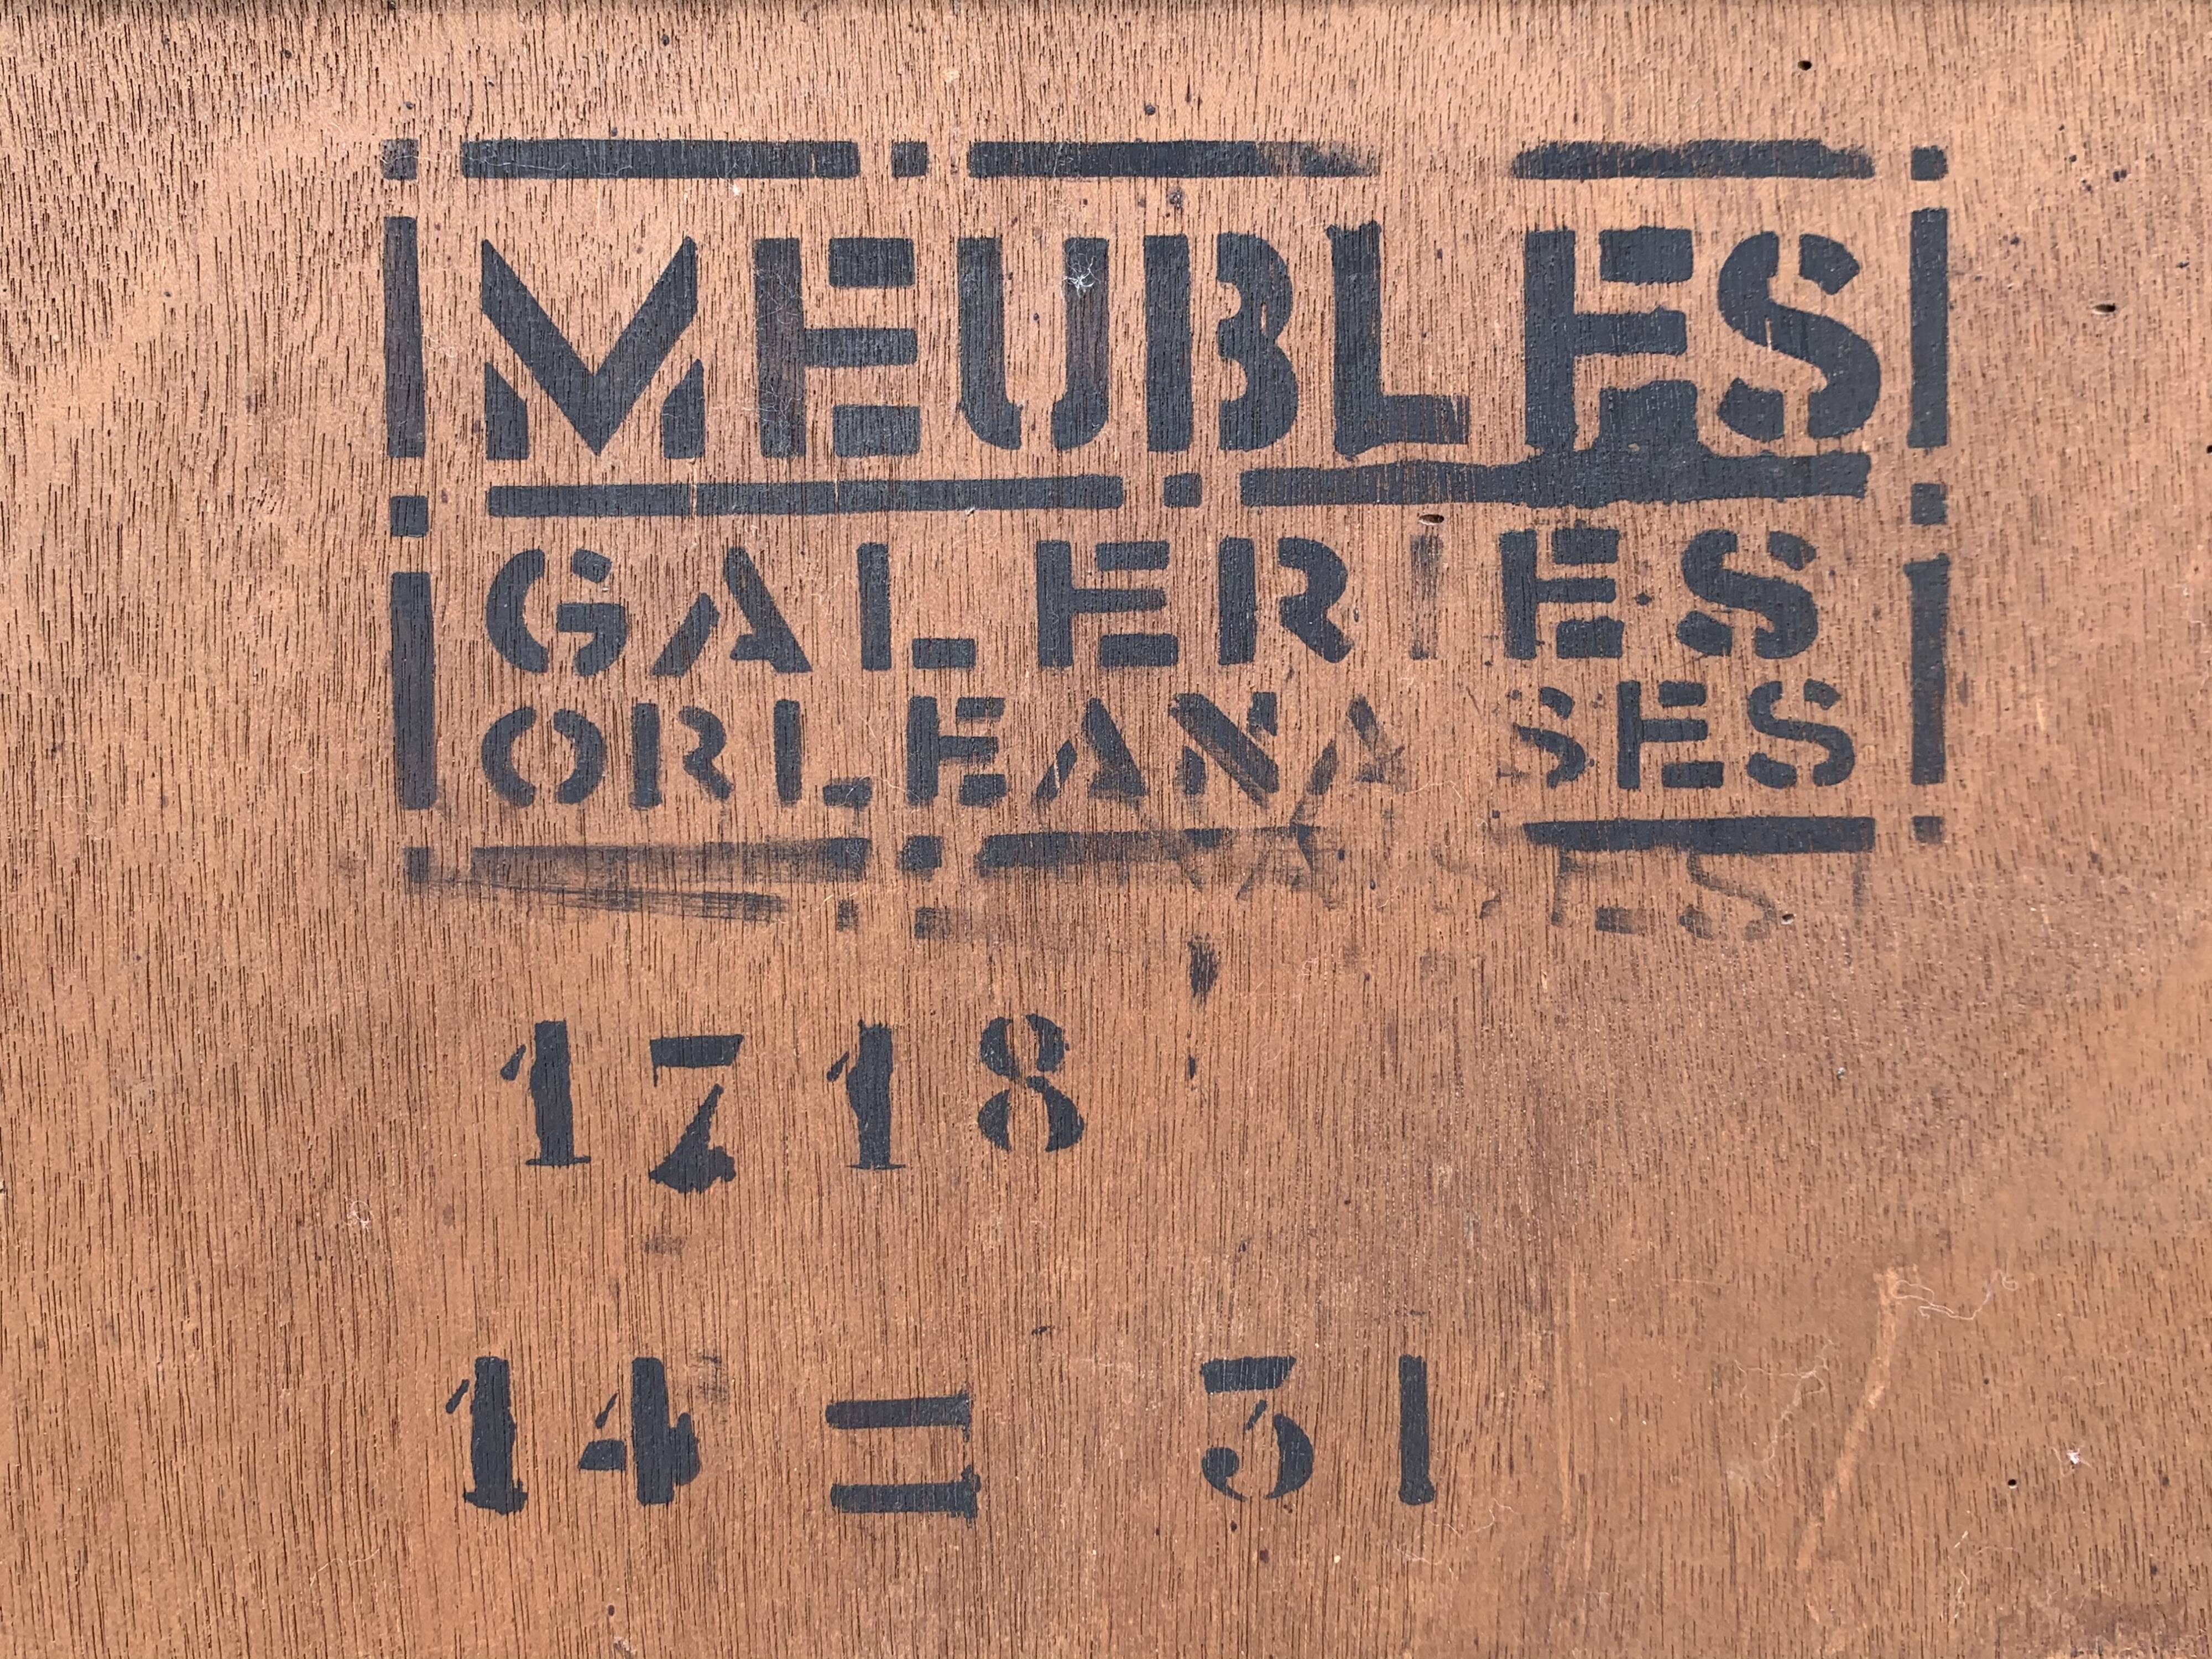 MEUBLES
GALERIES
ORLEANAISES
1718
14 = 31